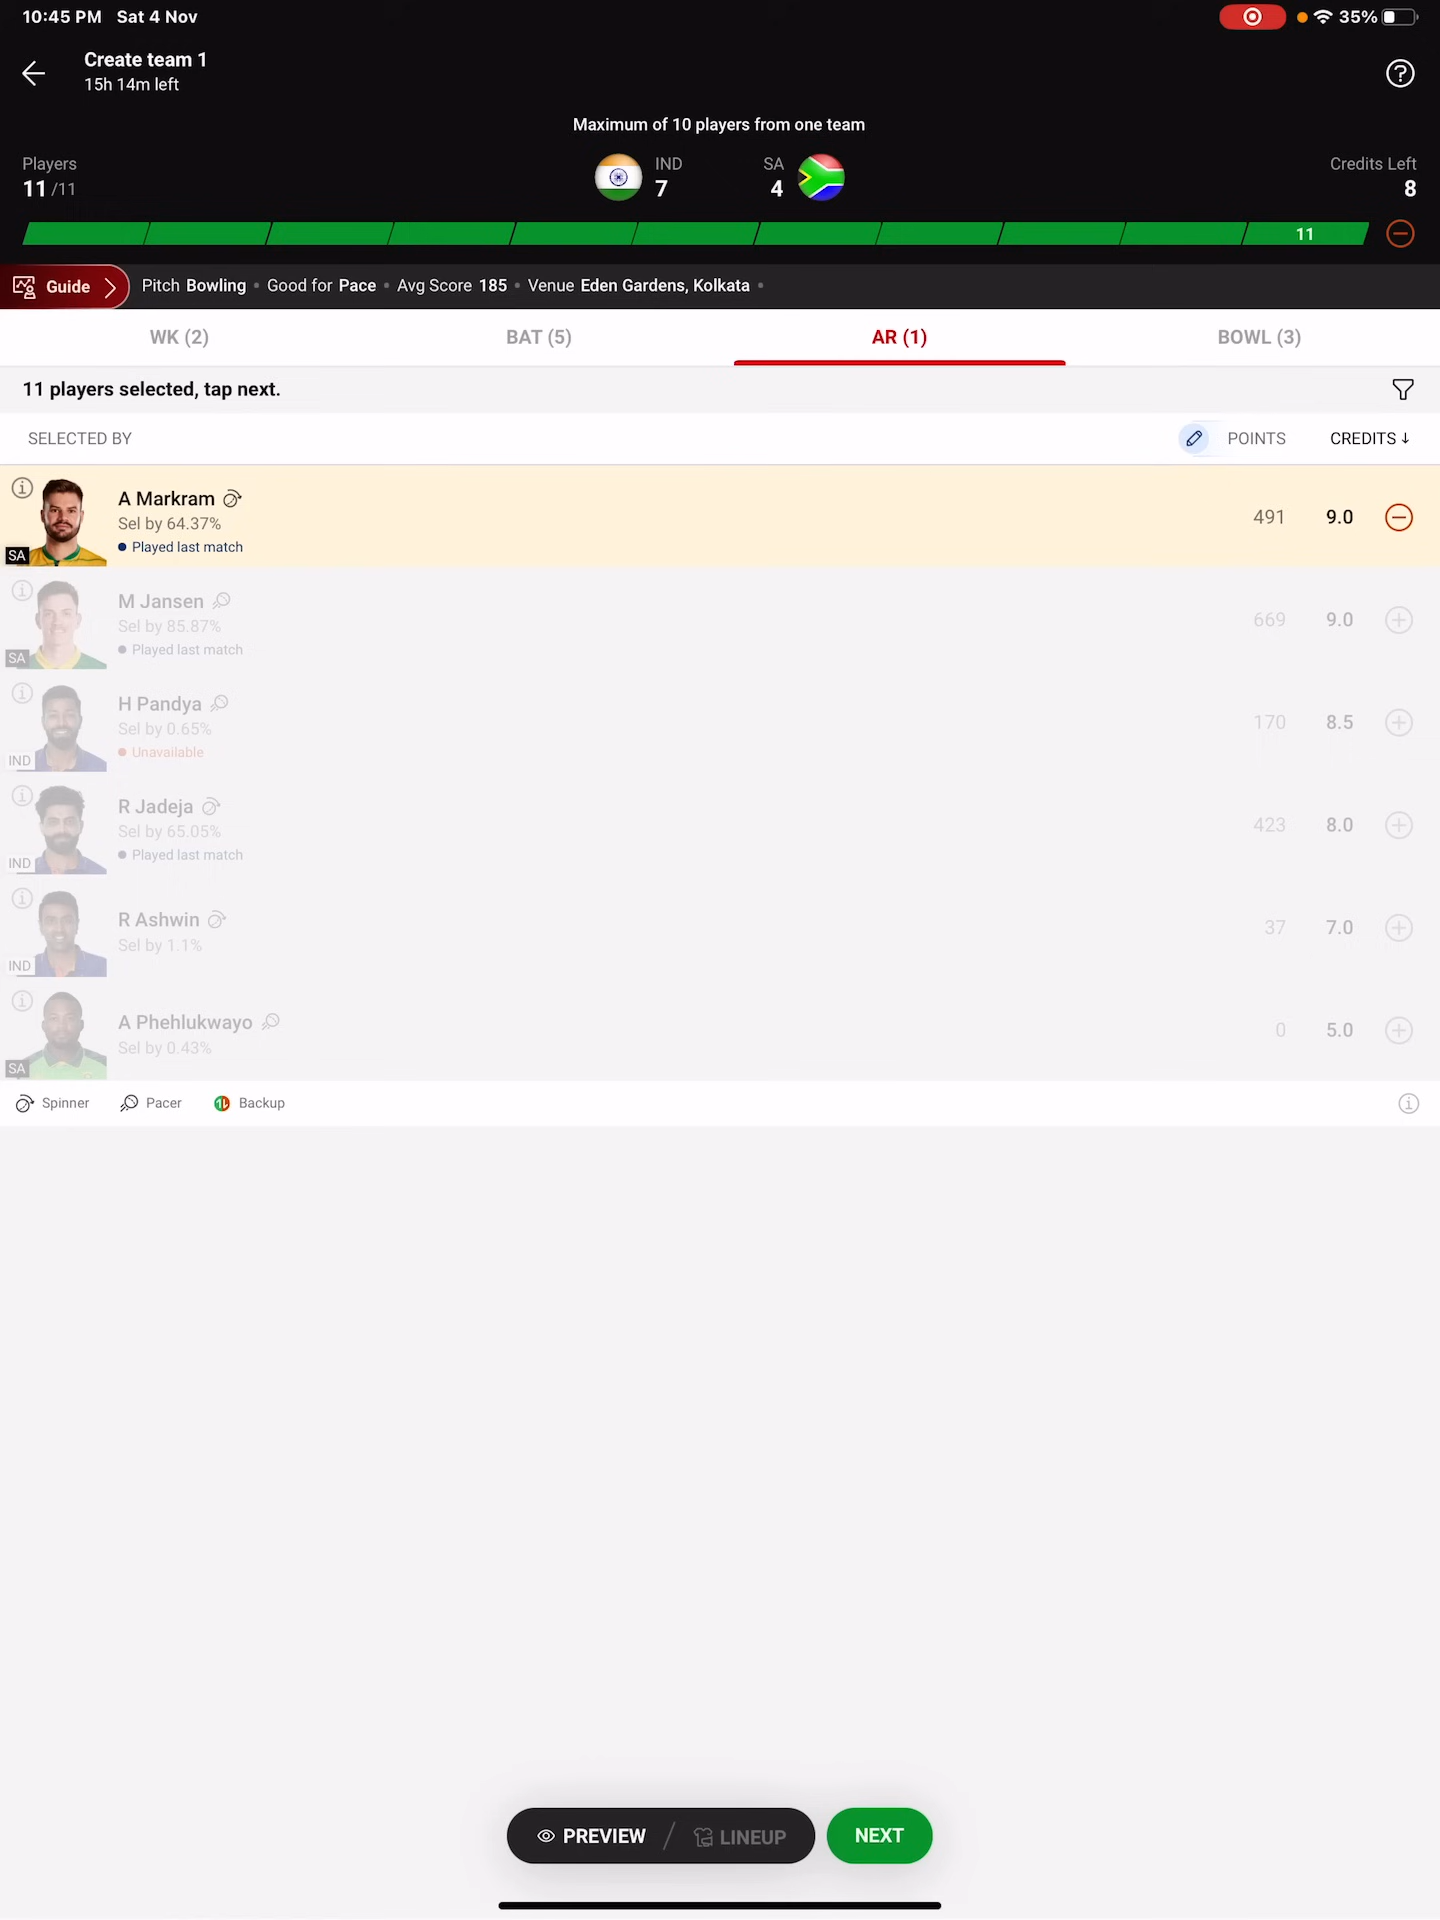 10:45 PM Sat 4 Nov
35%
Create team 1
15h 14m left
Maximum of 10 players from one team
Players
11 /11
IND
7
SA
4
Credits Left
8
11
Guide
Pitch Bowling • Good for Pace • Avg Score 185 • Venue Eden Gardens, Kolkata •
WK (2)
BAT (5)
AR (1)
BOWL (3)
11 players selected, tap next.
SELECTED BY
POINTS
CREDITS ↓
A Markram
Sel by 64.37%
Played last match
SA
491
9.0
M Jansen
Sel by 85.87%
Played last match
SA
669
9.0
H Pandya
Sel by 0.65%
Unavailable
IND
170
8.5
R Jadeja
Sel by 65.05%
Played last match
IND
423
8.0
R Ashwin
Sel by 1.1%
IND
37
7.0
A Phehlukwayo
Sel by 0.43%
SA
0
5.0
Spinner
Pacer
Backup
PREVIEW / LINEUP
NEXT